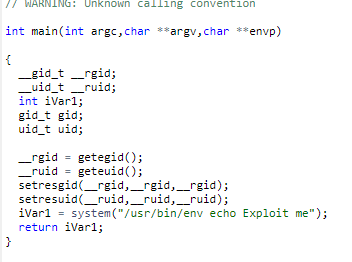 // WARNING: Unknown calling convention
int main(int argc,char **argv,char **envp)
{
__gid_t __rgid;
__uid_t __ruid;
int iVar1;
gid_t gid;
uid_t uid;
__rgid = getegid();
__ruid = geteuid();
setresgid(__rgid,__rgid,__rgid);
setresuid(__ruid,__ruid,__ruid);
iVar1 = system("/usr/bin/env echo Exploit me");
return iVar1;
}